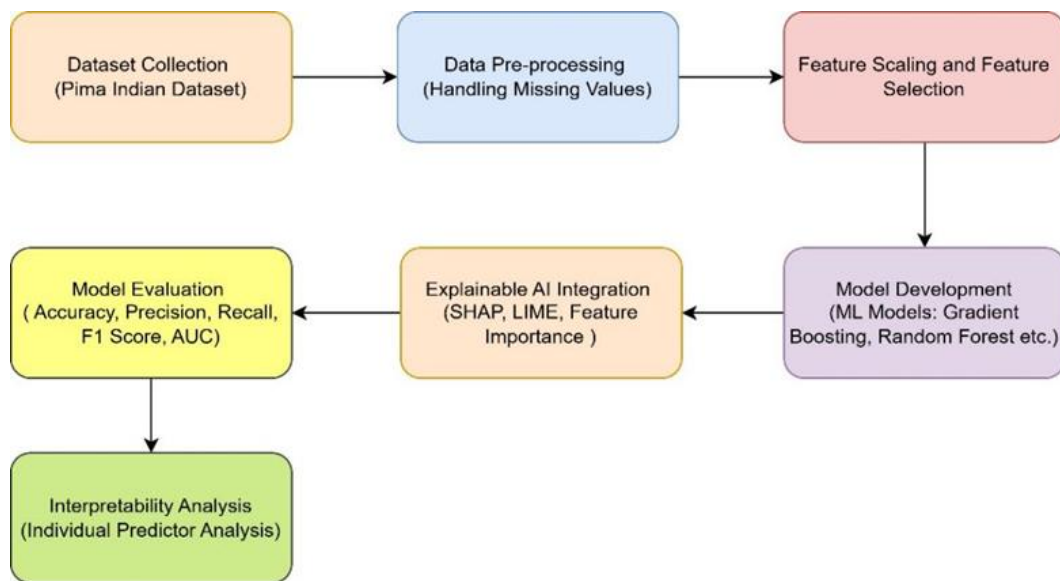 Dataset Collection
(Pima Indian Dataset)
Data Pre-processing
(Handling Missing Values)
Feature Scaling and Feature
Selection
Model Development
(ML Models: Gradient
Boosting, Random Forest etc.)
Explainable AI Integration
(SHAP, LIME, Feature
Importance )
Model Evaluation
( Accuracy, Precision, Recall,
F1 Score, AUC)
Interpretability Analysis
(Individual Predictor Analysis)